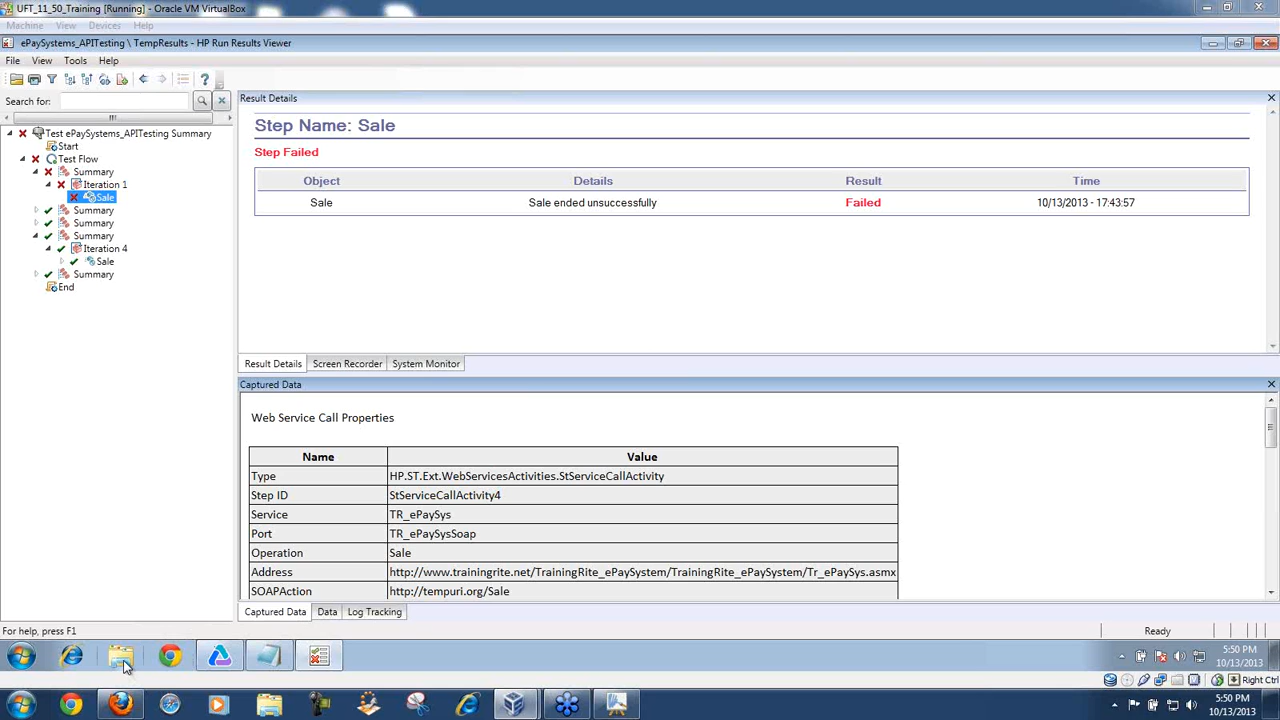 UFT_11_50_Training [Running] - Oracle VM VirtualBox
Machine View Devices Help
ePaySystems_APITesting \ TempResults - HP Run Results Viewer
File View Tools Help
Search for:
Test ePaySystems_APITesting Summary
Start
Test Flow
Summary
Iteration 1
Sale
Summary
Summary
Summary
Iteration 4
Sale
Summary
End
Result Details
Step Name: Sale
Step Failed
Object Details Result Time
Sale Sale ended unsuccessfully Failed 10/13/2013 - 17:43:57
Result Details Screen Recorder System Monitor
Captured Data
Web Service Call Properties
Name Value
Type HP.ST.Ext.WebServicesActivities.StServiceCallActivity
Step ID StServiceCallActivity4
Service TR_ePaySys
Port TR_ePaySysSoap
Operation Sale
Address http://www.trainingrite.net/TrainingRite_ePaySystem/TrainingRite_ePaySystem/Tr_ePaySys.asmx
SOAPAction http://tempuri.org/Sale
Captured Data Data Log Tracking
For help, press F1 Ready
5:50 PM
10/13/2013
Right Ctrl
5:50 PM
10/13/2013